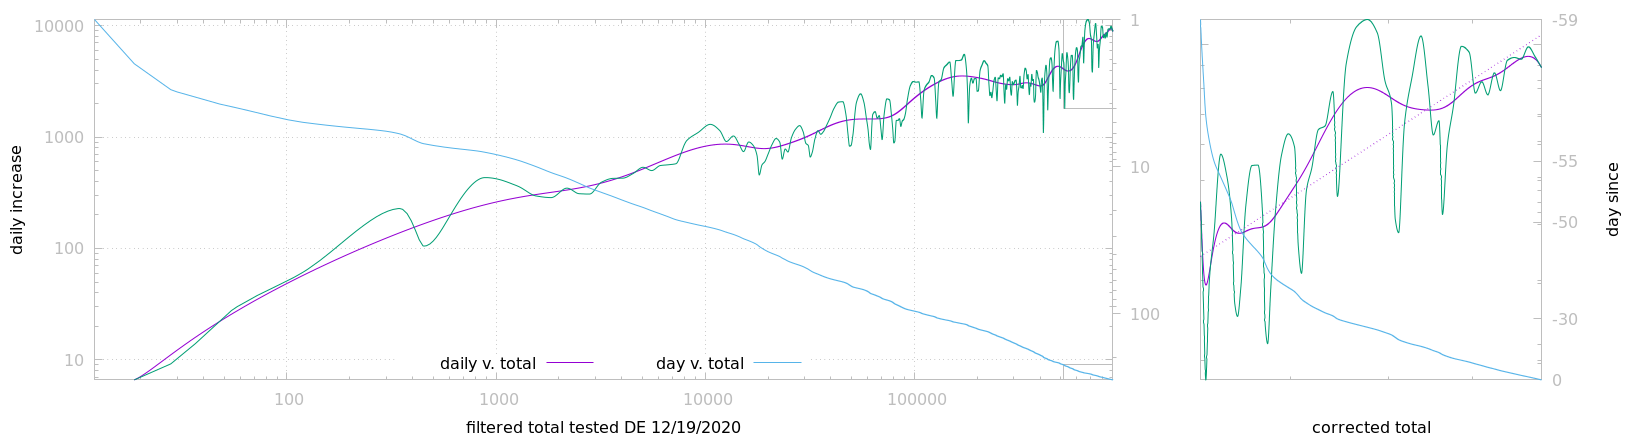 10000
1000
100
10
daily increase
100
1000
10000
100000
filtered total tested DE 12/19/2020
daily v. total
day v. total
1
10
100
-59
-55
-50
-30
0
day since
corrected total